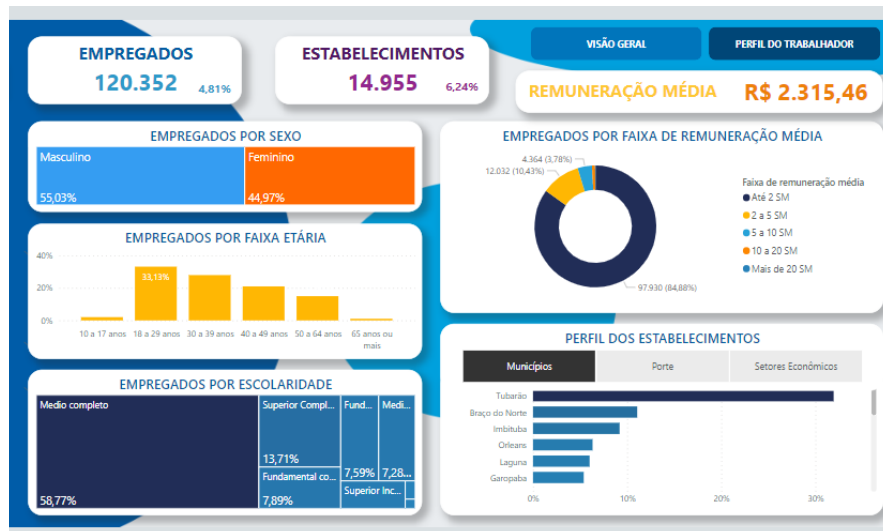 EMPREGADOS
120.352 4,81%
ESTABELECIMENTOS
14.955 6,24%
VISÃO GERAL
PERFIL DO TRABALHADOR
REMUNERAÇÃO MÉDIA R$ 2.315,46
EMPREGADOS POR SEXO
Masculino
55,03%
Feminino
44,97%
EMPREGADOS POR FAIXA ETÁRIA
40%
20%
0%
33,13%
10 a 17 anos 18 a 29 anos 30 a 39 anos 40 a 49 anos 50 a 64 anos 65 anos ou
mais
EMPREGADOS POR ESCOLARIDADE
Medio completo
58,77%
Superior Compl...
13,71%
Fundamental co...
7,89%
Fund...
7,59%
Medi...
7,28...
Superior Inc...
EMPREGADOS POR FAIXA DE REMUNERAÇÃO MÉDIA
4.364 (3,78%)
12.032 (10,43%)
97.930 (84,88%)
Faixa de remuneração média
Até 2 SM
2 a 5 SM
5 a 10 SM
10 a 20 SM
Mais de 20 SM
PERFIL DOS ESTABELECIMENTOS
Municípios Porte Setores Econômicos
Tubarão
Braço do Norte
Imbituba
Orleans
Laguna
Garopaba
0% 10% 20% 30%